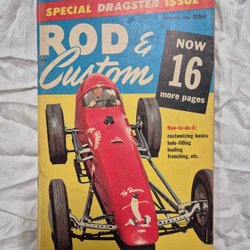 SPECIAL DRAGSTER ISSUE
25¢
ROD &
Custom
NOW
16
more pages
How-to-do-it:
customizing basics
hole-filling
leading
frenching, etc.